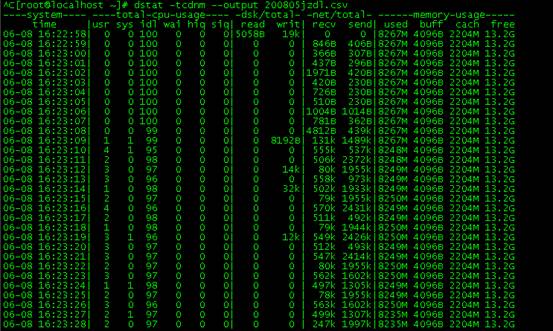 ^C[root@localhost ~]# dstat -tcdnm --output 200805jzdl.csv
----system---- ----total-cpu-usage---- -dsk/total- -net/total- ------memory-usage-----
time |usr sys idl wai hiq siq| read writ| recv send| used buff cach free
06-08 16:22:58| 0 0 100 0 0 0|5058B 19k| 0 0 |8267M 4096B 2204M 13.2G
06-08 16:22:59| 0 0 100 0 0 0| 0 0 | 846B 406B|8267M 4096B 2204M 13.2G
06-08 16:23:00| 0 0 100 0 0 0| 0 0 | 366B 307B|8267M 4096B 2204M 13.2G
06-08 16:23:01| 0 0 100 0 0 0| 0 0 | 437B 296B|8267M 4096B 2204M 13.2G
06-08 16:23:02| 0 0 100 0 0 0| 0 0 |1971B 420B|8267M 4096B 2204M 13.2G
06-08 16:23:03| 0 0 100 0 0 0| 0 0 | 420B 230B|8267M 4096B 2204M 13.2G
06-08 16:23:04| 0 0 100 0 0 0| 0 0 | 726B 230B|8267M 4096B 2204M 13.2G
06-08 16:23:05| 0 0 100 0 0 0| 0 0 | 510B 230B|8267M 4096B 2204M 13.2G
06-08 16:23:06| 0 0 100 0 0 0| 0 0 |1004B 1014B|8267M 4096B 2204M 13.2G
06-08 16:23:07| 0 0 100 0 0 0| 0 0 | 781B 362B|8267M 4096B 2204M 13.2G
06-08 16:23:08| 0 0 99 0 0 0| 0 0 |4812B 439k|8267M 4096B 2204M 13.2G
06-08 16:23:09| 1 1 99 0 0 0| 0 8192B| 131k 1489k|8267M 4096B 2204M 13.2G
06-08 16:23:10| 4 1 95 0 0 0| 0 0 | 555k 537k|8248M 4096B 2204M 13.2G
06-08 16:23:11| 2 0 98 0 0 0| 0 0 | 506k 2372k|8248M 4096B 2204M 13.2G
06-08 16:23:12| 3 0 97 0 0 0| 0 14k| 80k 1955k|8249M 4096B 2204M 13.2G
06-08 16:23:13| 3 0 96 0 0 0| 0 0 | 558k 973k|8249M 4096B 2204M 13.2G
06-08 16:23:14| 1 0 98 0 0 0| 0 32k| 502k 1933k|8249M 4096B 2204M 13.2G
06-08 16:23:15| 2 0 97 0 0 0| 0 0 | 79k 1955k|8249M 4096B 2204M 13.2G
06-08 16:23:16| 4 0 96 0 0 0| 0 0 | 570k 2431k|8249M 4096B 2204M 13.2G
06-08 16:23:17| 2 0 98 0 0 0| 0 0 | 511k 492k|8249M 4096B 2204M 13.2G
06-08 16:23:18| 2 0 98 0 0 0| 0 0 | 79k 1944k|8250M 4096B 2204M 13.2G
06-08 16:23:19| 3 1 96 0 0 0| 0 12k| 549k 2426k|8250M 4096B 2204M 13.2G
06-08 16:23:20| 3 0 97 0 0 0| 0 0 | 512k 493k|8249M 4096B 2204M 13.2G
06-08 16:23:21| 3 0 97 0 0 0| 0 0 | 547k 2414k|8249M 4096B 2204M 13.2G
06-08 16:23:22| 2 0 97 0 0 0| 0 0 | 80k 1955k|8250M 4096B 2204M 13.2G
06-08 16:23:23| 3 0 97 0 0 0| 0 0 | 562k 1602k|8250M 4096B 2204M 13.2G
06-08 16:23:24| 1 1 98 0 0 0| 0 0 | 497k 1305k|8249M 4096B 2204M 13.2G
06-08 16:23:25| 2 0 97 0 0 0| 0 0 | 78k 1955k|8249M 4096B 2204M 13.2G
06-08 16:23:26| 3 0 96 0 0 0| 0 0 | 563k 1602k|8250M 4096B 2204M 13.2G
06-08 16:23:27| 3 0 96 0 0 0| 0 0 | 499k 1307k|8235M 4096B 2204M 13.2G
06-08 16:23:28| 2 1 97 0 0 0| 0 0 | 247k 1997k|8235M 4096B 2204M 13.2G